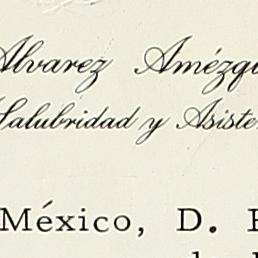 Alvarez Amézqu
Salubridad y Asiste
México, D. F